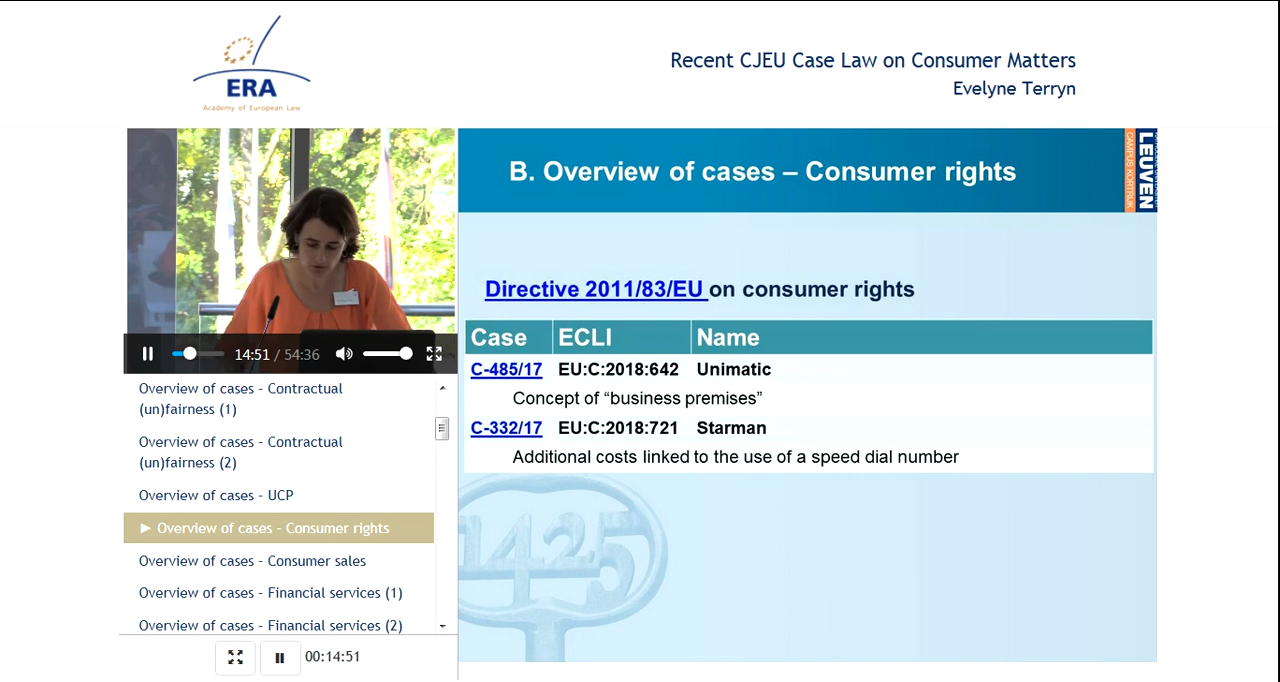 ERA
Academy of European Law
Recent CJEU Case Law on Consumer Matters
Evelyne Terryn
14:51 / 54:36
Overview of cases - Contractual
(un)fairness (1)
Overview of cases - Contractual
(un)fairness (2)
Overview of cases - UCP
► Overview of cases - Consumer rights
Overview of cases - Consumer sales
Overview of cases - Financial services (1)
Overview of cases - Financial services (2)
00:14:51
B. Overview of cases – Consumer rights
LEUVEN
CAMPUS KORTRIJK
Directive 2011/83/EU on consumer rights
Case ECLI Name
C-485/17 EU:C:2018:642 Unimatic
Concept of “business premises”
C-332/17 EU:C:2018:721 Starman
Additional costs linked to the use of a speed dial number
1425